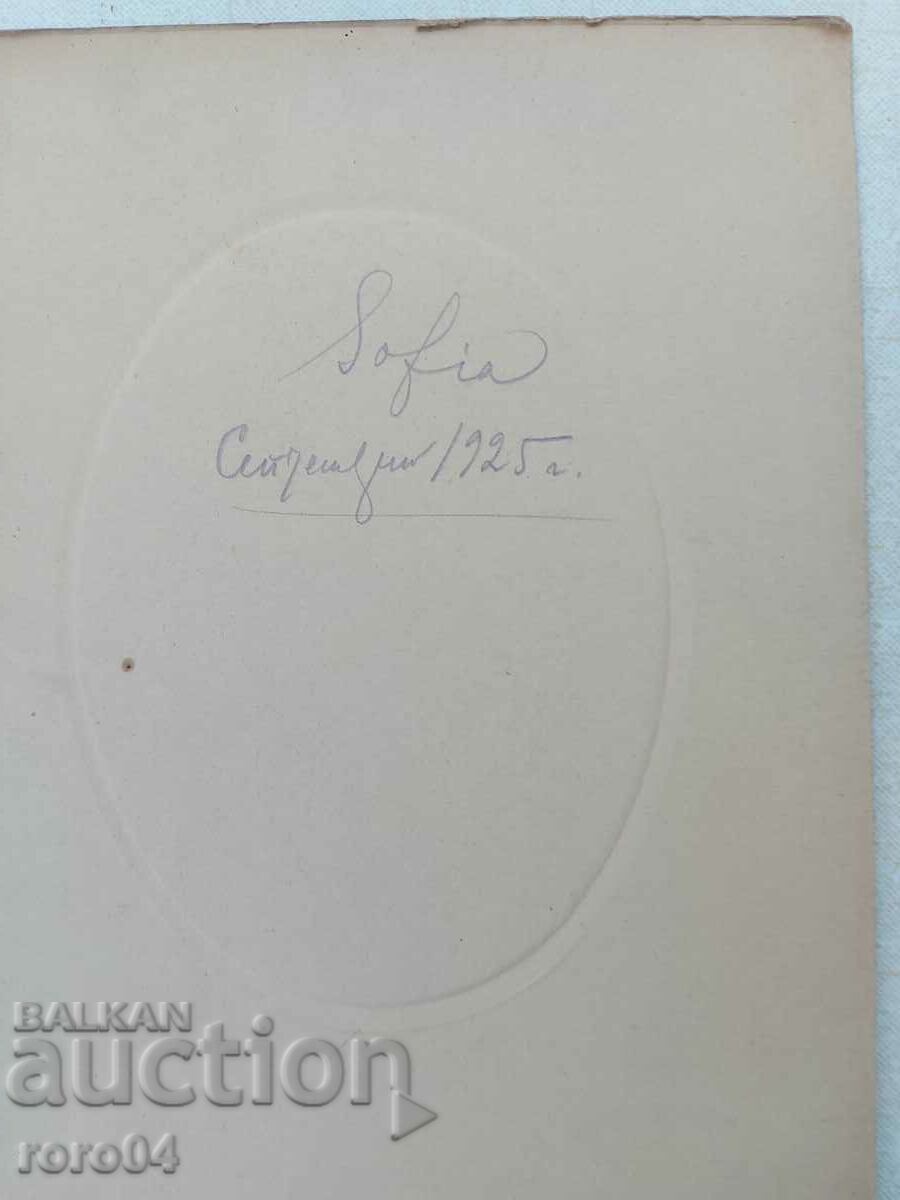 Sofia
Септемврий 1925 г.
BALKAN
auction
roro04